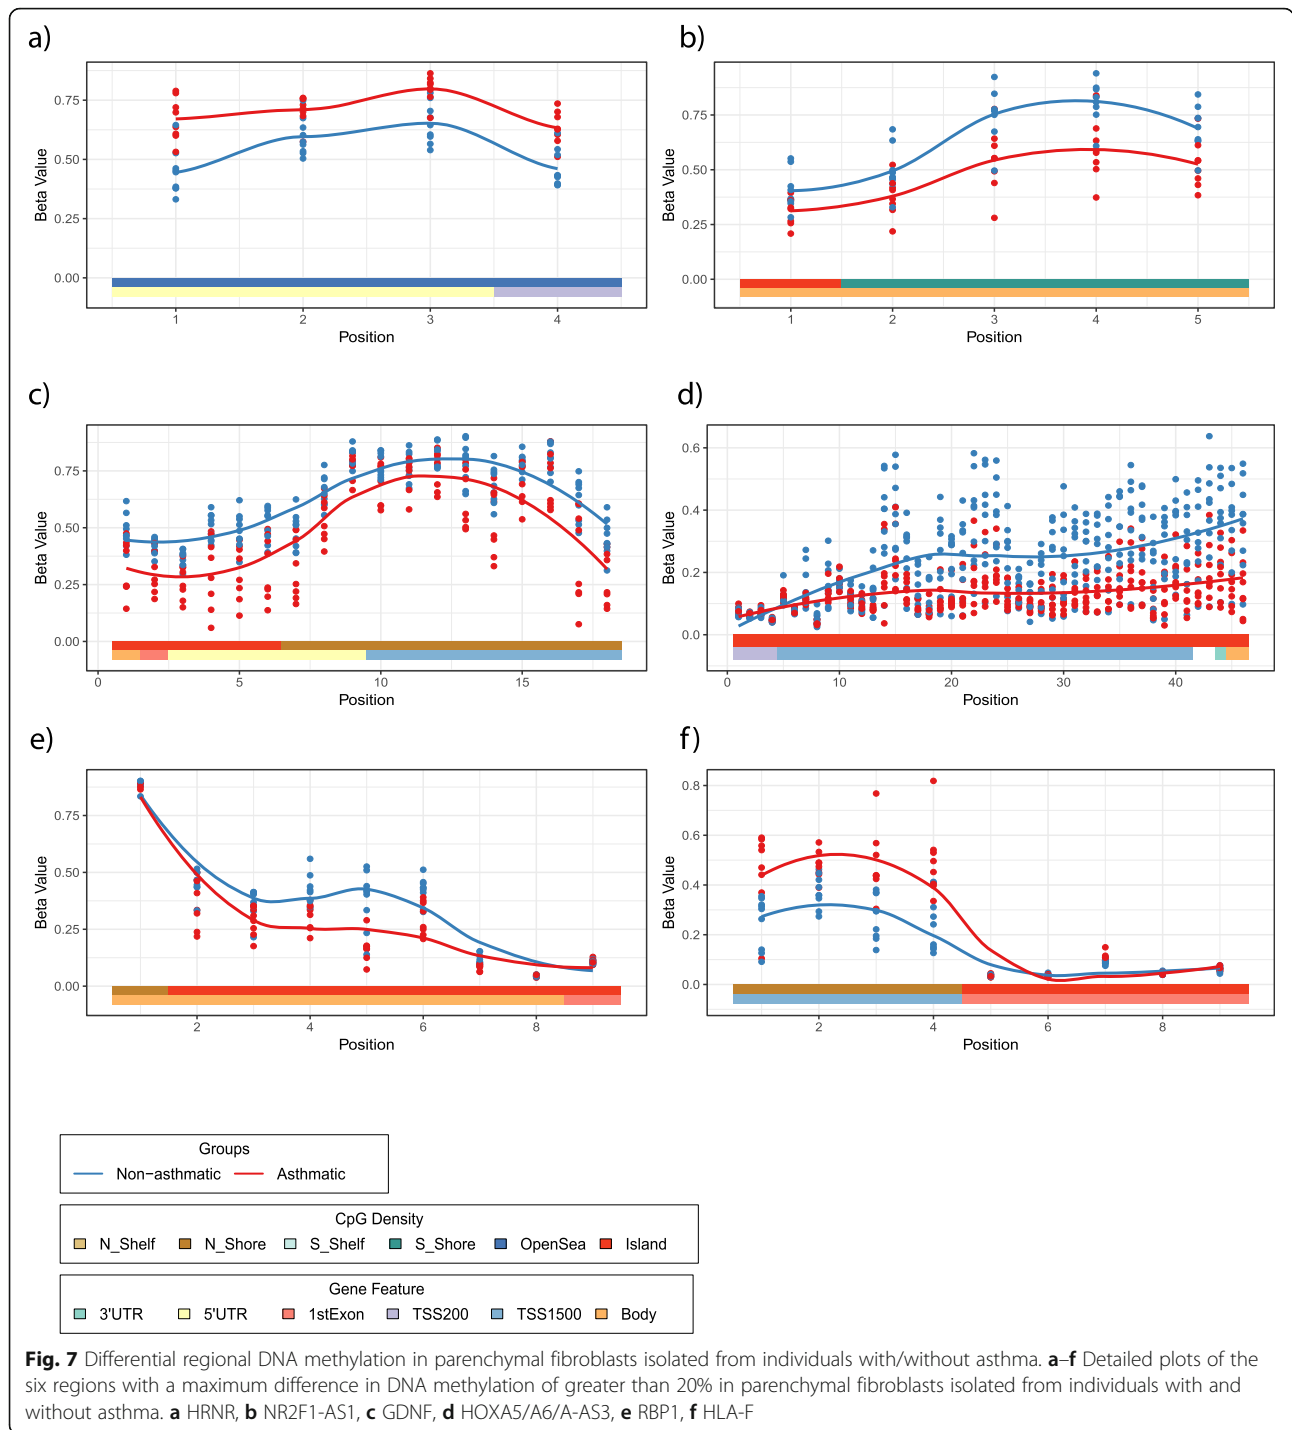 a)
0.75
0.50
0.25
0.00
Beta Value
1 2 3 4
Position
b)
0.75
0.50
0.25
0.00
Beta Value
1 2 3 4 5
Position
c)
0.75
0.50
0.25
0.00
Beta Value
0 5 10 15
Position
d)
0.6
0.4
0.2
0.0
Beta Value
0 10 20 30 40
Position
e)
0.75
0.50
0.25
0.00
Beta Value
2 4 6 8
Position
f)
0.8
0.6
0.4
0.2
0.0
Beta Value
2 4 6 8
Position
Groups
Non−asthmatic Asthmatic
CpG Density
N_Shelf N_Shore S_Shelf S_Shore OpenSea Island
Gene Feature
3'UTR 5'UTR 1stExon TSS200 TSS1500 Body
Fig. 7 Differential regional DNA methylation in parenchymal fibroblasts isolated from individuals with/without asthma. a–f Detailed plots of the
six regions with a maximum difference in DNA methylation of greater than 20% in parenchymal fibroblasts isolated from individuals with and
without asthma. a HRNR, b NR2F1-AS1, c GDNF, d HOXA5/A6/A-AS3, e RBP1, f HLA-F